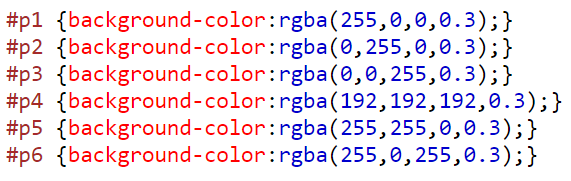 #p1 {background-color:rgba(255,0,0,0.3);}
#p2 {background-color:rgba(0,255,0,0.3);}
#p3 {background-color:rgba(0,0,255,0.3);}
#p4 {background-color:rgba(192,192,192,0.3);}
#p5 {background-color:rgba(255,255,0,0.3);}
#p6 {background-color:rgba(255,0,255,0.3);}